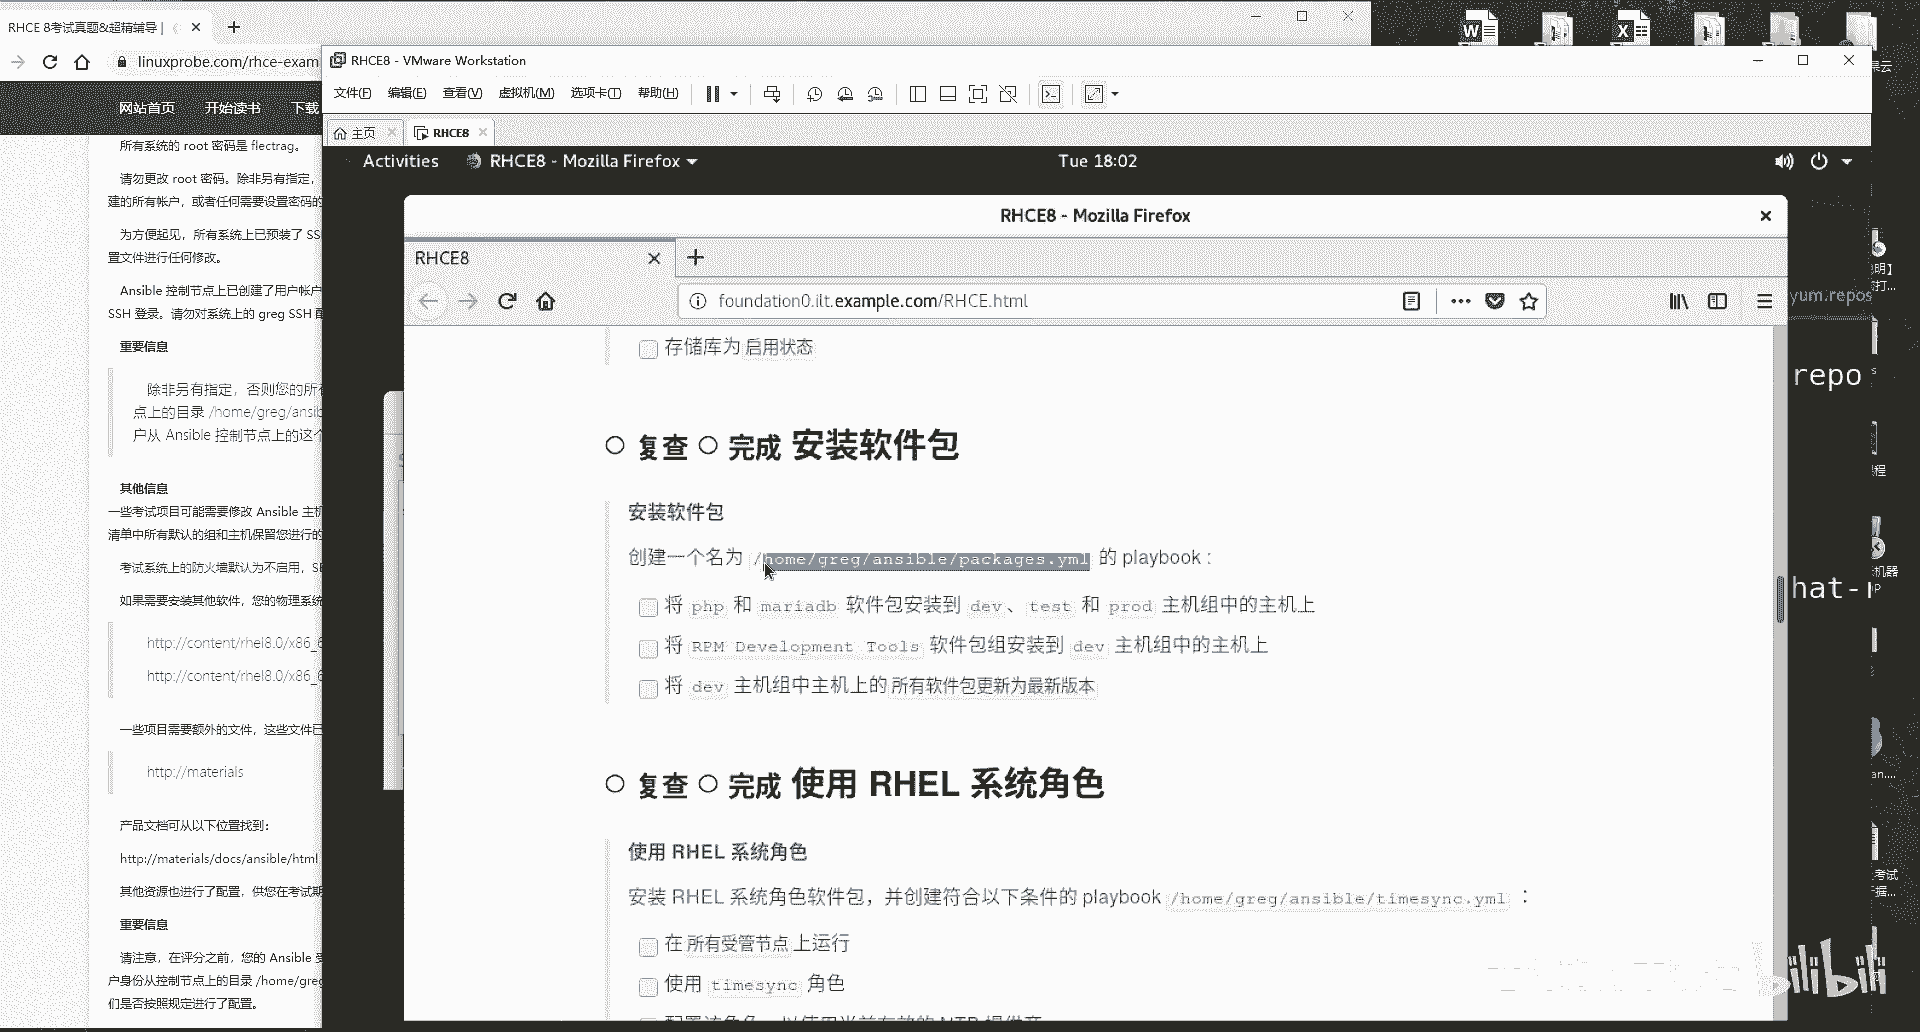 RHCE 8考试真题&超精辅导 |
linuxprobe.com/rhce-exam
网站首页 开始读书 下载
所有系统的 root 密码是 flectrag。
请勿更改 root 密码。除非另有指定，
建的所有帐户，或者任何需要设置密码的
为方便起见，所有系统上已预装了 SS
置文件进行任何修改。
Ansible 控制节点上已创建了用户帐户
SSH 登录。请勿对系统上的 greg SSH 配
重要信息
除非另有指定，否则您的所有
点上的目录 /home/greg/ansib
户从 Ansible 控制节点上的这个
其他信息
一些考试项目可能需要修改 Ansible 主机
清单中所有默认的组和主机保留您进行的
考试系统上的防火墙默认为不启用，SE
如果需要安装其他软件，您的物理系统
http://content/rhel8.0/x86_6
http://content/rhel8.0/x86_6
一些项目需要额外的文件，这些文件已
http://materials
产品文档可从以下位置找到：
http://materials/docs/ansible/html
其他资源也进行了配置，供您在考试期
重要信息
请注意，在评分之前，您的 Ansible 受
户身份从控制节点上的目录 /home/greg
们是否按照规定进行了配置。
RHCE8 - VMware Workstation
文件(F) 编辑(E) 查看(V) 虚拟机(M) 选项卡(T) 帮助(H)
主页 RHCE8
Activities RHCE8 - Mozilla Firefox Tue 18:02
RHCE8 - Mozilla Firefox
RHCE8
foundation0.ilt.example.com/RHCE.html
存储库为 启用状态
复查 完成 安装软件包
安装软件包
创建一个名为 /home/greg/ansible/packages.yml 的 playbook :
将 php 和 mariadb 软件包安装到 dev 、 test 和 prod 主机组中的主机上
将 RPM Development Tools 软件包组安装到 dev 主机组中的主机上
将 dev 主机组中主机上的 所有软件包更新为最新版本
复查 完成 使用 RHEL 系统角色
使用 RHEL 系统角色
安装 RHEL 系统角色软件包，并创建符合以下条件的 playbook /home/greg/ansible/timesync.yml ：
在 所有受管节点 上运行
使用 timesync 角色
yum.repos
repo
hat-r
bilibili